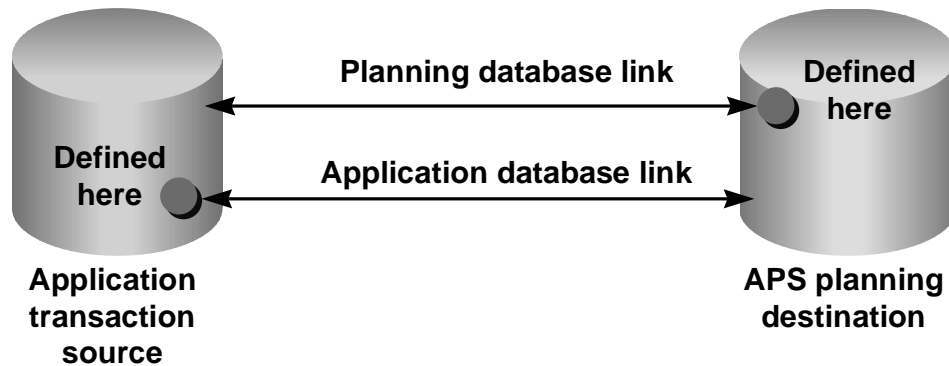 Planning database link
Defined
here
Defined
here
Application database link
Application
transaction
source
APS planning
destination